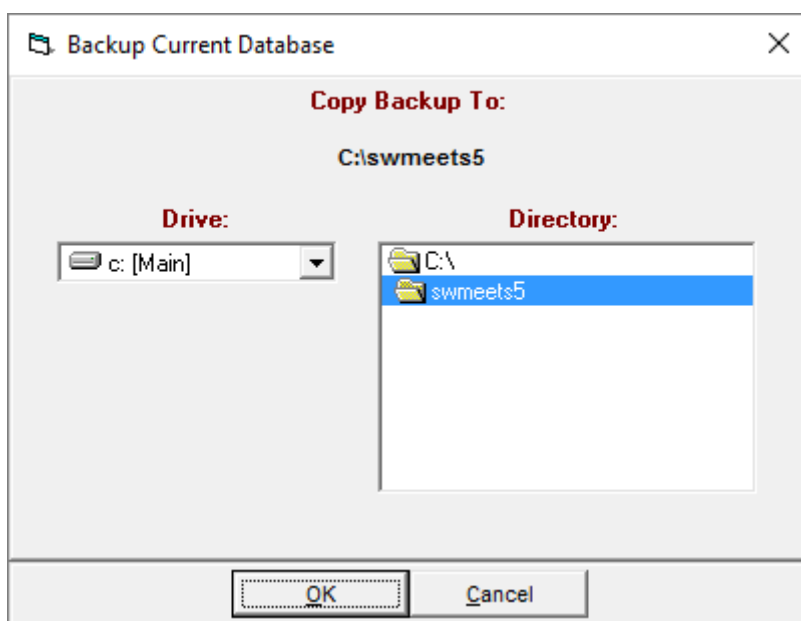 Backup Current Database
Copy Backup To:
C:\swmeets5
Drive:
Directory:
c: [Main]
C:\
swmeets5
OK
Cancel